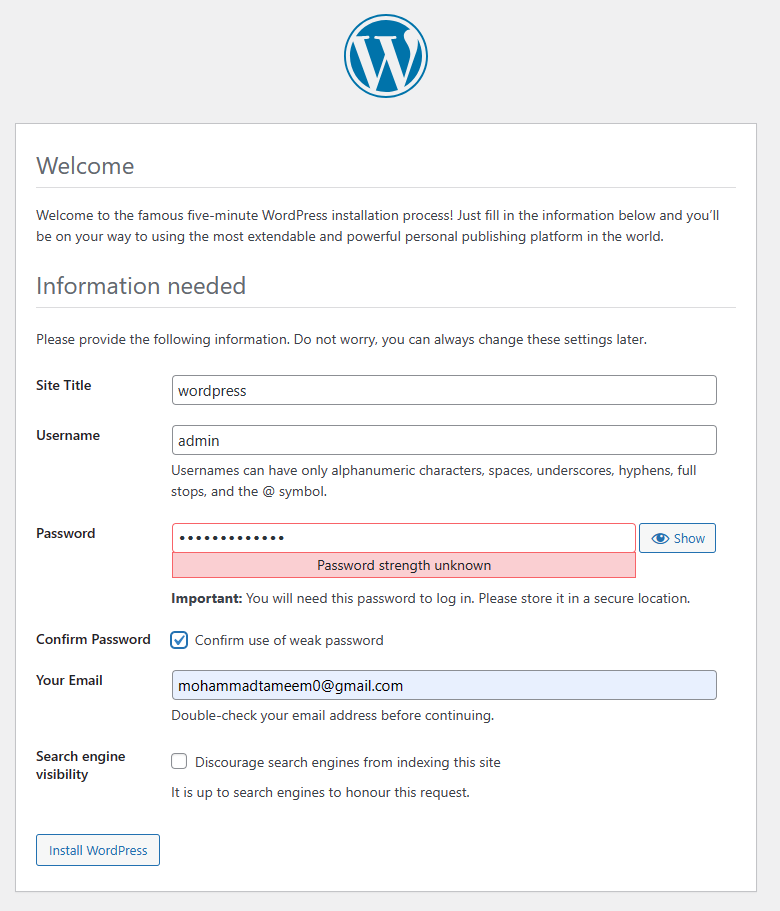 Welcome
Welcome to the famous five-minute WordPress installation process! Just fill in the information below and you’ll
be on your way to using the most extendable and powerful personal publishing platform in the world.
Information needed
Please provide the following information. Do not worry, you can always change these settings later.
Site Title
wordpress
Username
admin
Usernames can have only alphanumeric characters, spaces, underscores, hyphens, full
stops, and the @ symbol.
Password
•••••••••••••
Show
Password strength unknown
Important: You will need this password to log in. Please store it in a secure location.
Confirm Password
Confirm use of weak password
Your Email
mohammadtameem0@gmail.com
Double-check your email address before continuing.
Search engine
visibility
Discourage search engines from indexing this site
It is up to search engines to honour this request.
Install WordPress